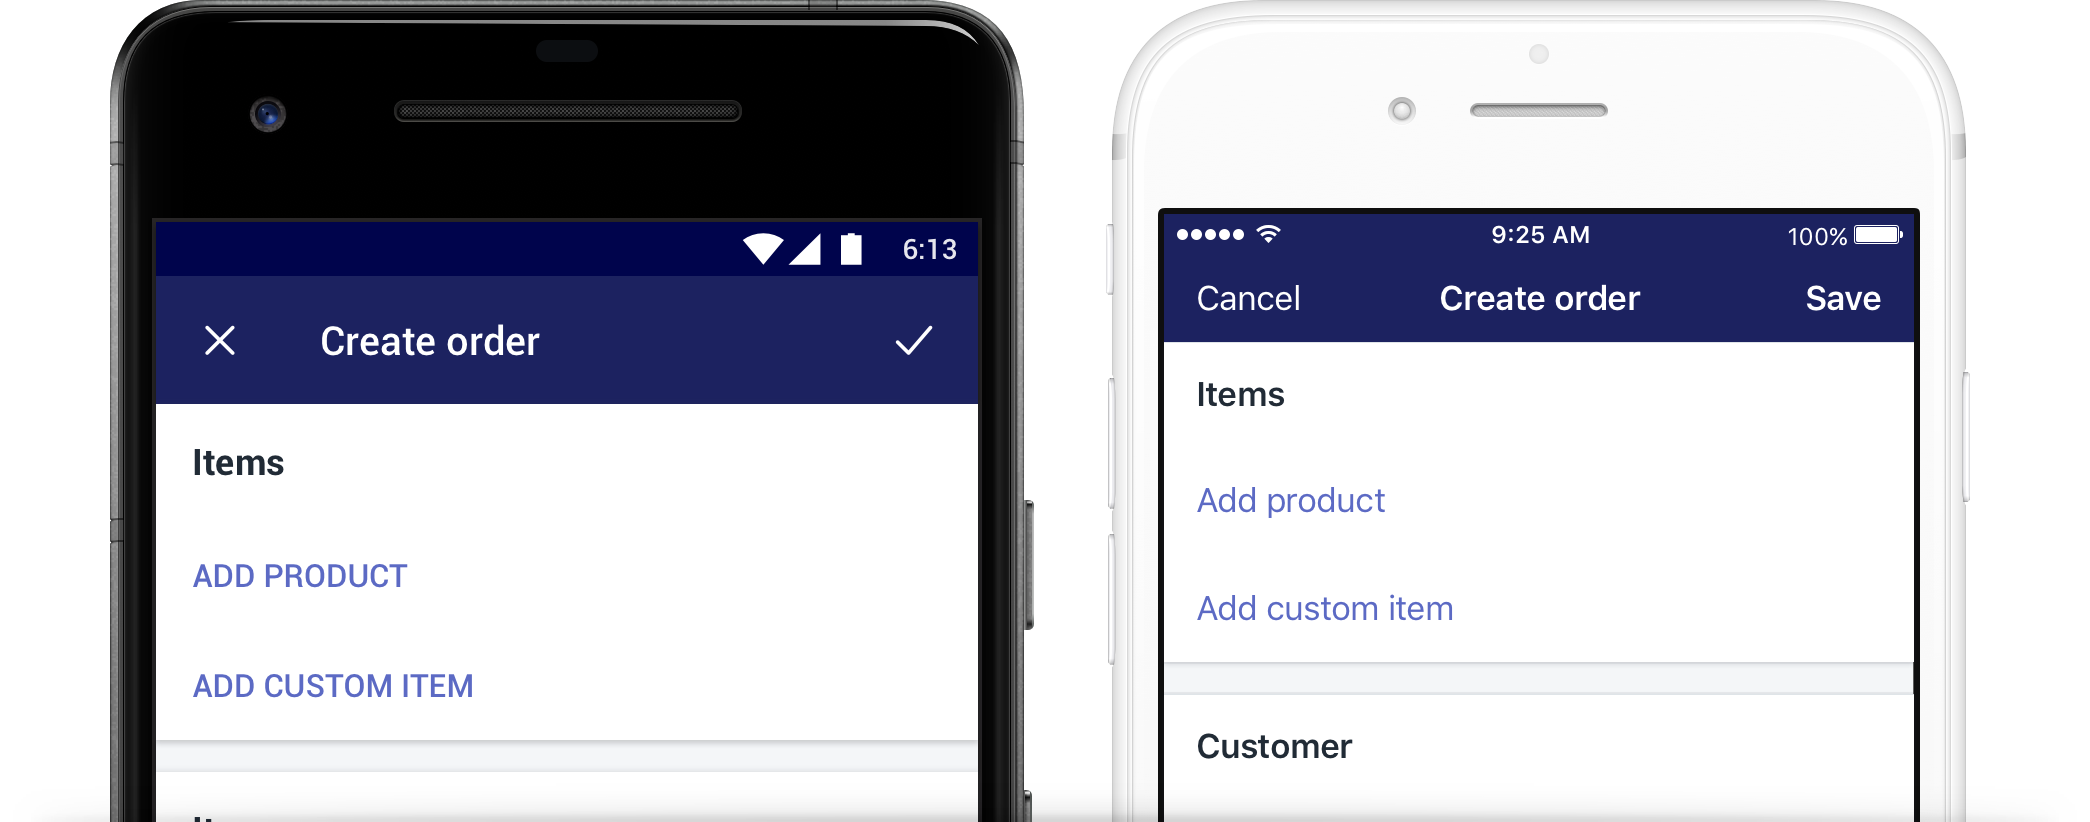 6:13
Create order
Items
ADD PRODUCT
ADD CUSTOM ITEM
9:25 AM
100%
Cancel
Create order
Save
Items
Add product
Add custom item
Customer